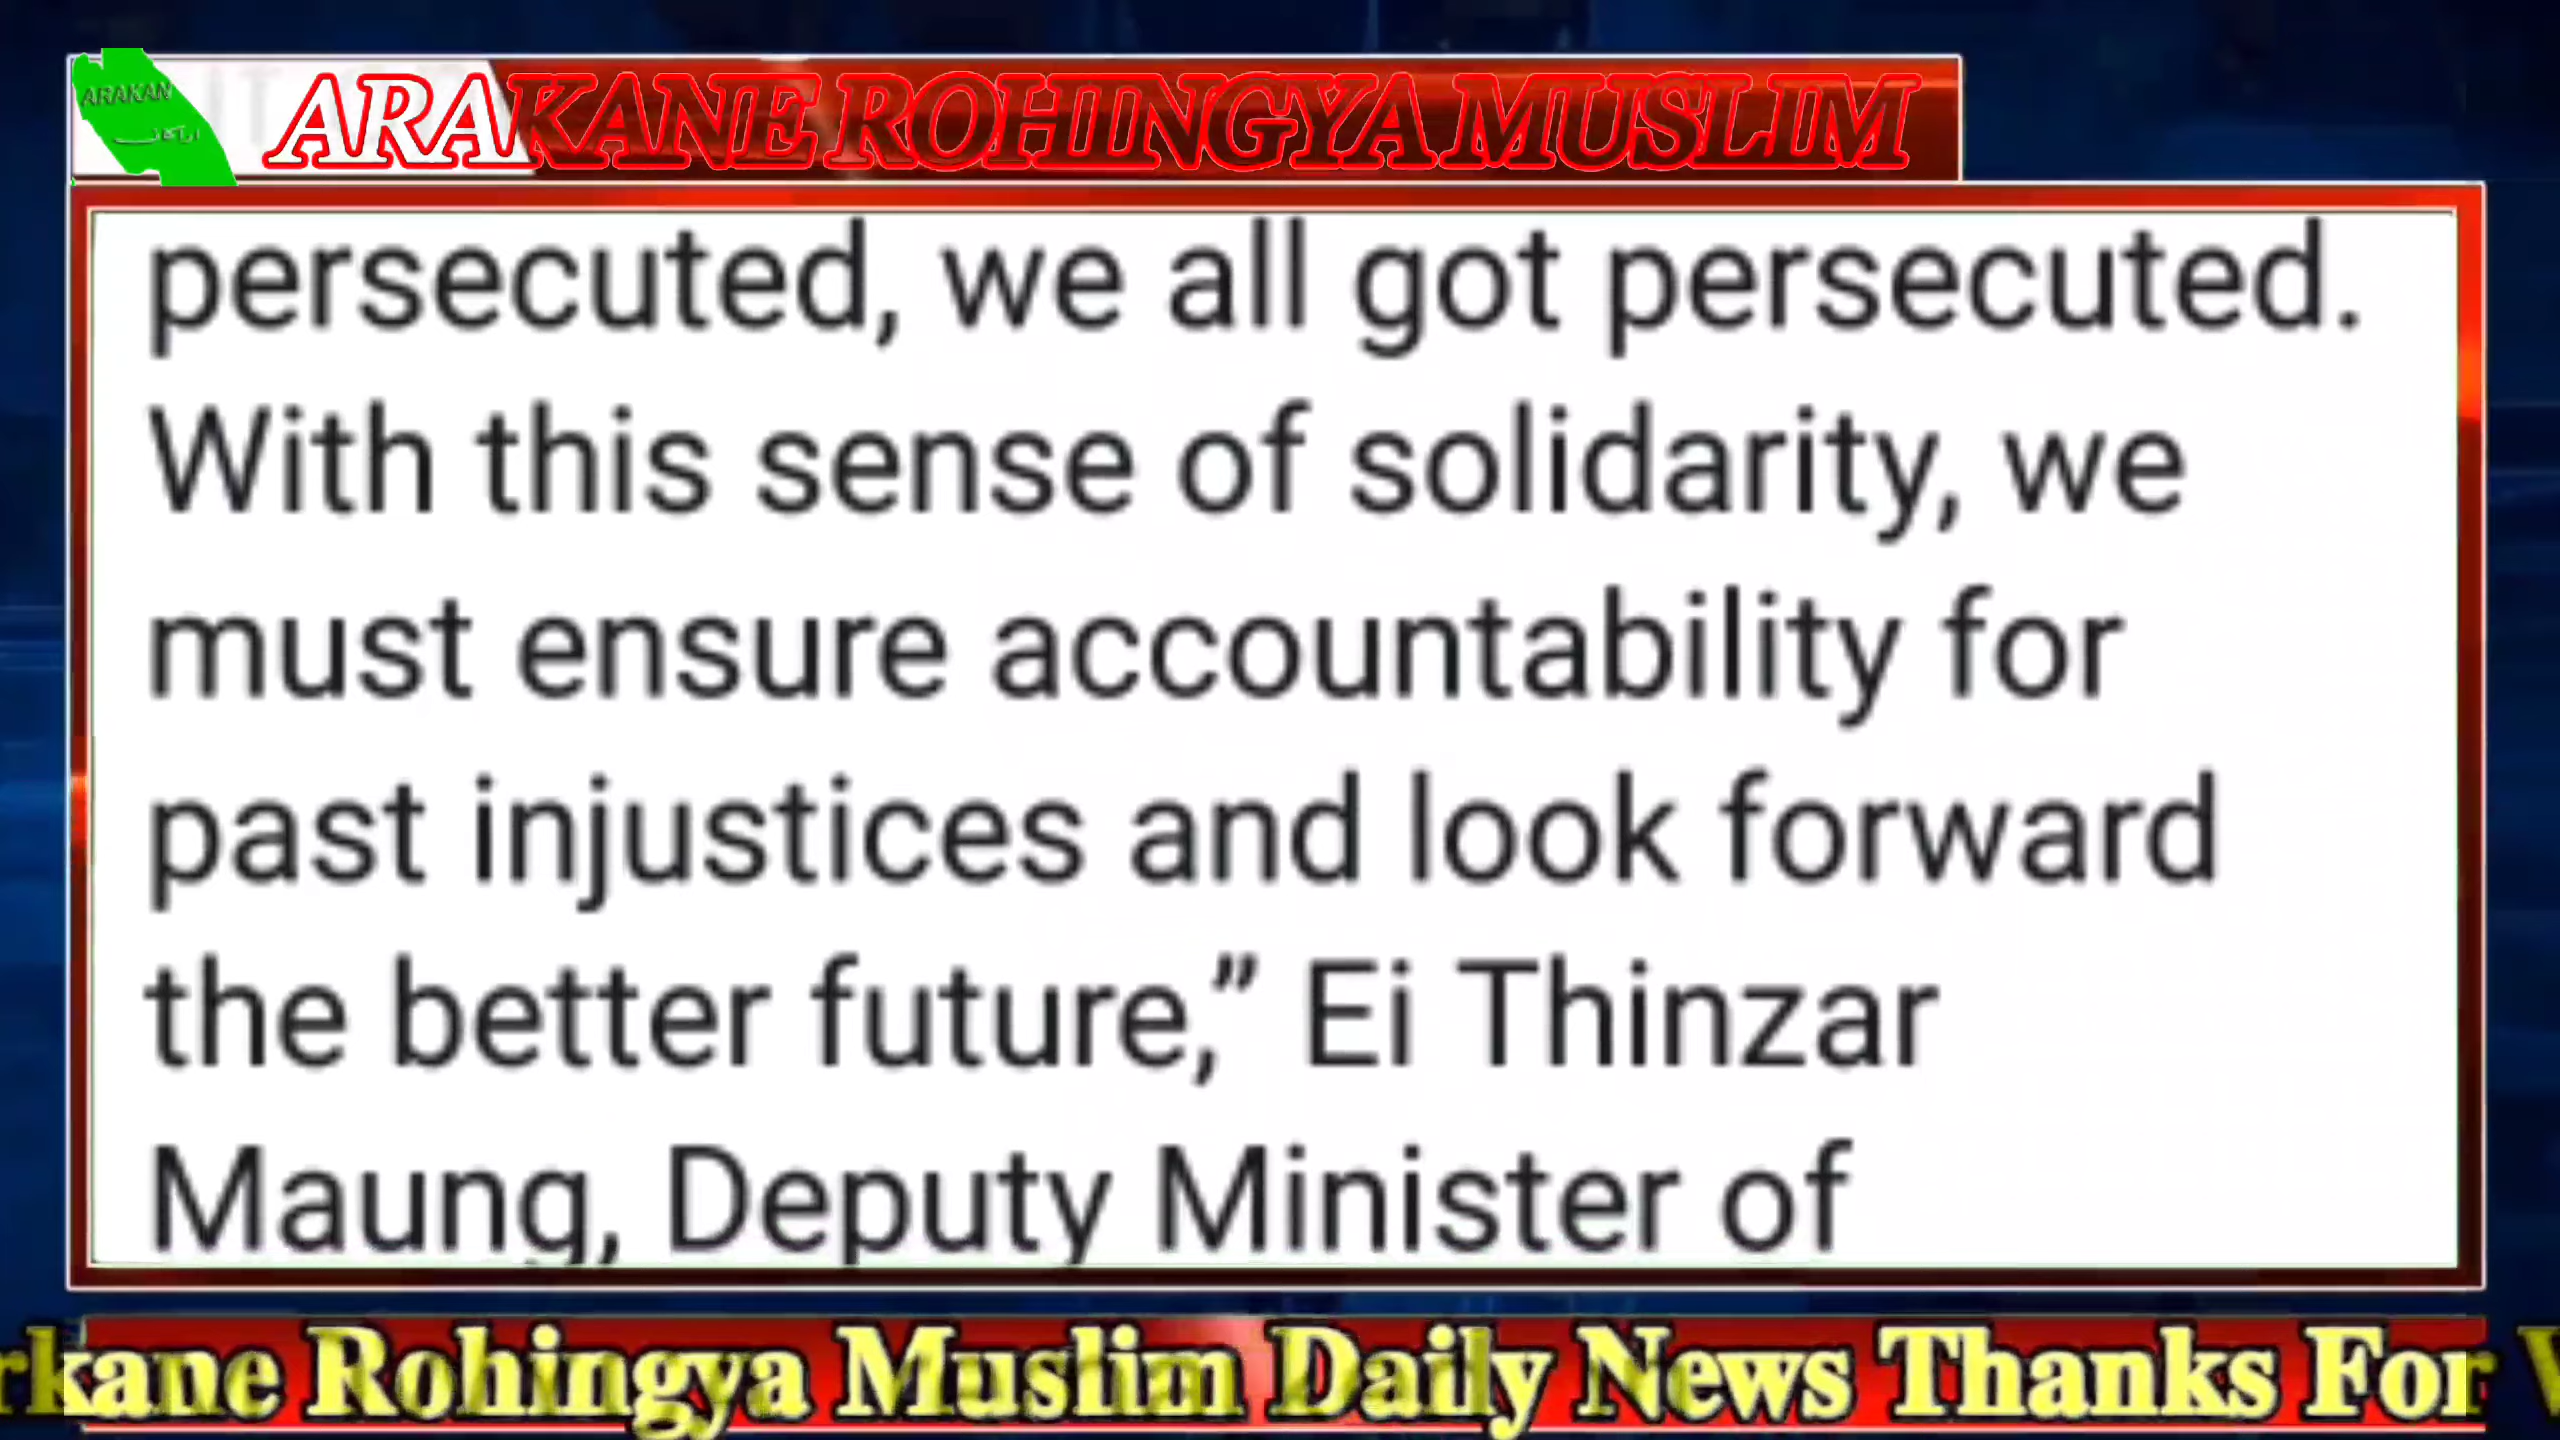 ARAKAN
اراكان
ARAKANE ROHINGYA MUSLIM
persecuted, we all got persecuted.
With this sense of solidarity, we
must ensure accountability for
past injustices and look forward
the better future,” Ei Thinzar
Maung, Deputy Minister of
rkane Rohingya Muslim Daily News Thanks For